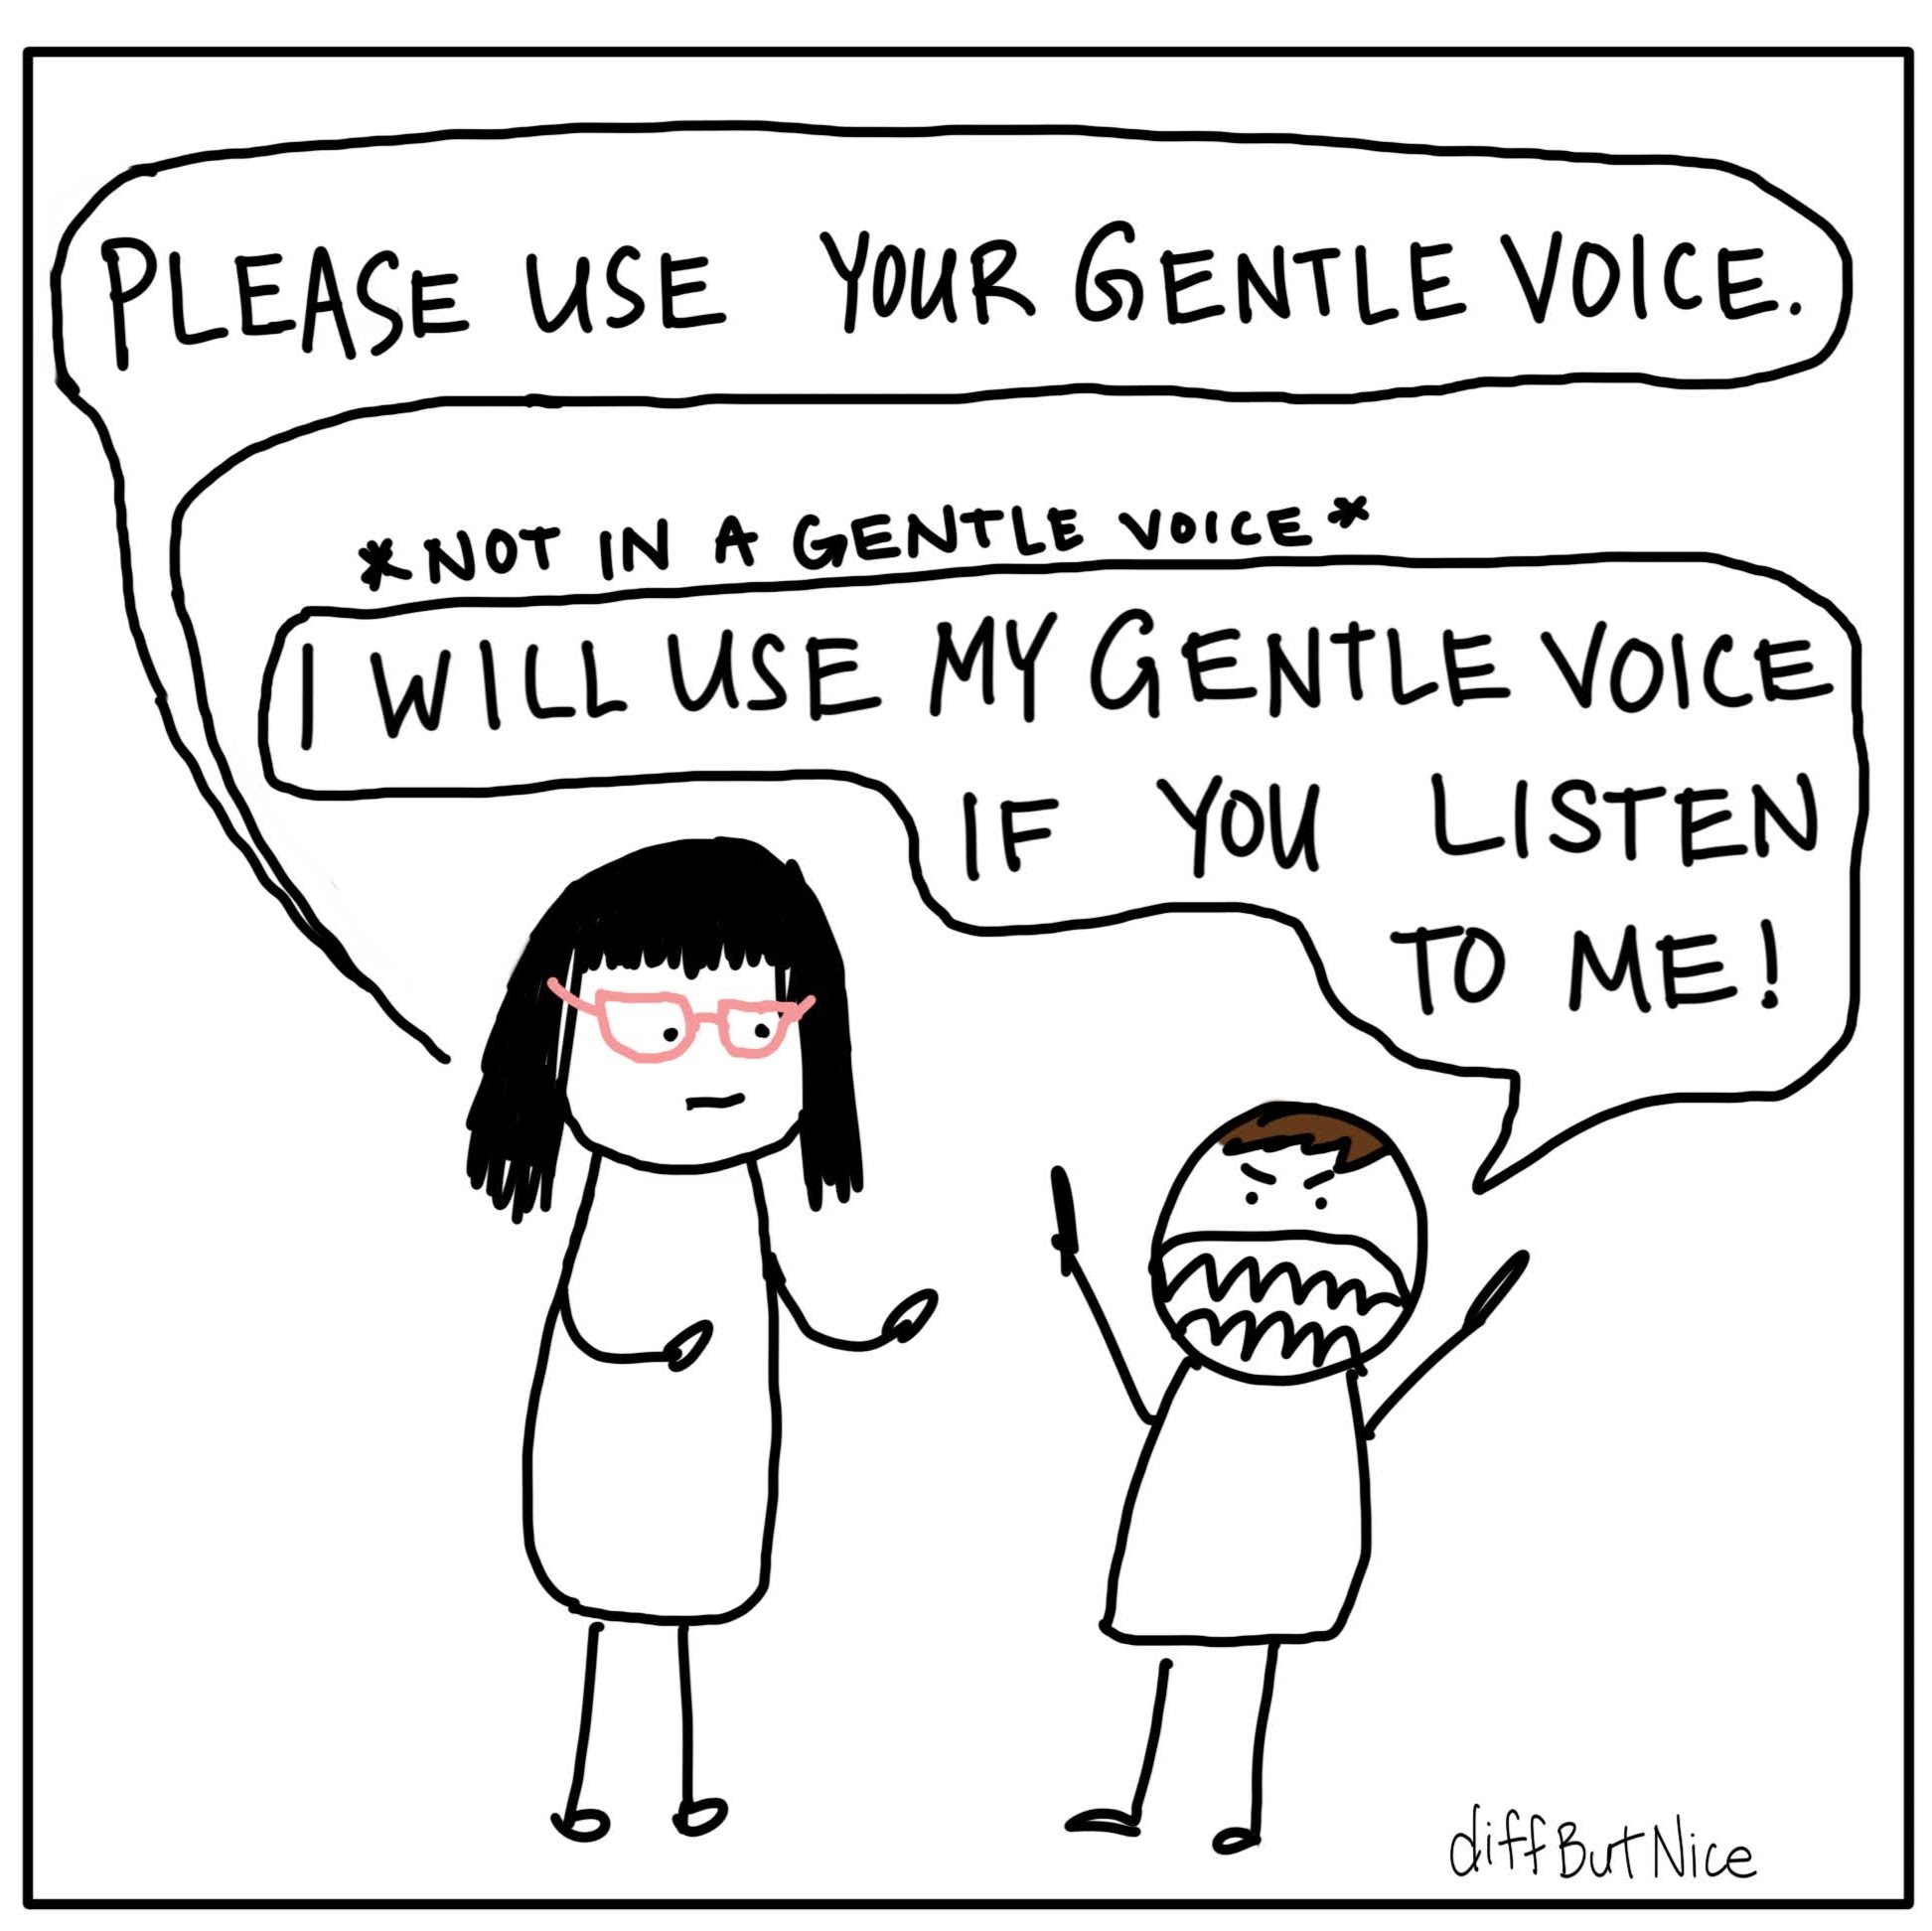 PLEASE USE YOUR GENTLE VOICE.
*NOT IN A GENTLE VOICE*
I WILL USE MY GENTLE VOICE
IF YOU LISTEN
TO ME!
diffButNice